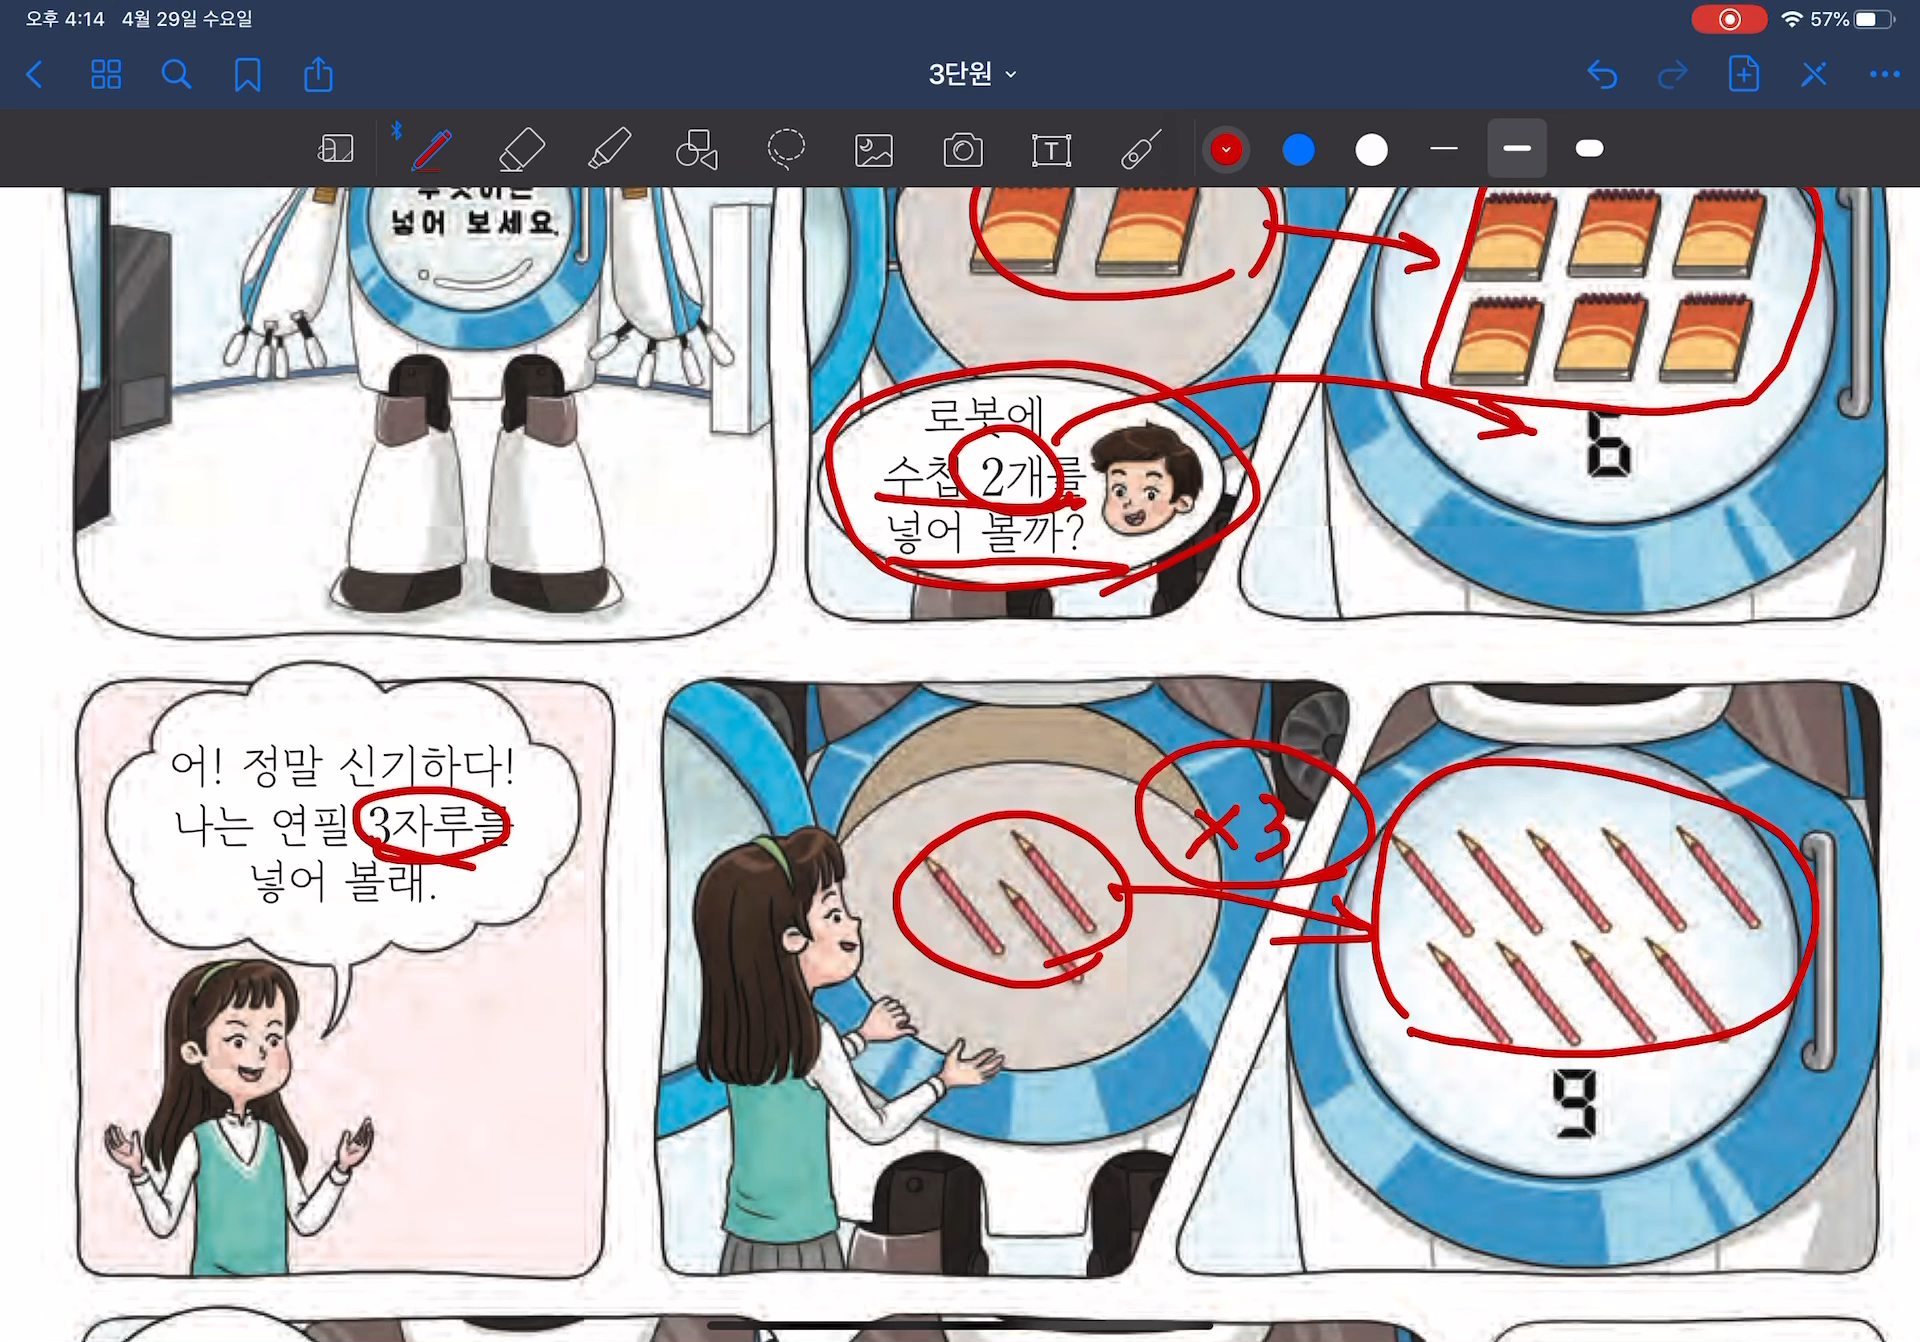 오후 4:14 4월 29일 수요일
57%
3단원
넣어 보세요.
로봇에
수첩 2개를
넣어 볼까?
6
어! 정말 신기하다!
나는 연필 3자루를
넣어 볼래.
×3
9